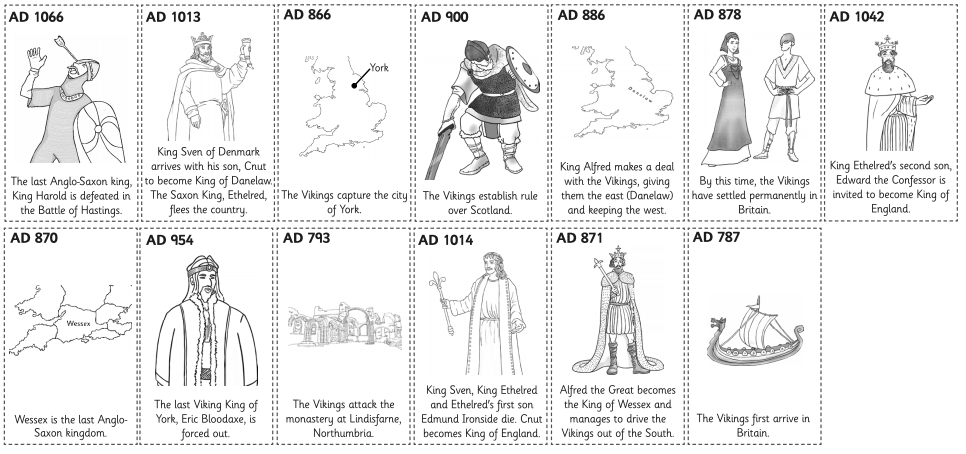 AD 1066
The last Anglo-Saxon king,
King Harold is defeated in
the Battle of Hastings.
AD 1013
King Sven of Denmark
arrives with his son, Cnut
to become King of Danelaw.
The Saxon King, Ethelred,
flees the country.
AD 866
York
The Vikings capture the city
of York.
AD 900
The Vikings establish rule
over Scotland.
AD 886
Danelaw
King Alfred makes a deal
with the Vikings, giving
them the east (Danelaw)
and keeping the west.
AD 878
By this time, the Vikings
have settled permanently in
Britain.
AD 1042
King Ethelred's second son,
Edward the Confessor is
invited to become King of
England.
AD 870
Wessex
Wessex is the last Anglo-
Saxon kingdom.
AD 954
The last Viking King of
York, Eric Bloodaxe, is
forced out.
AD 793
The Vikings attack the
monastery at Lindisfarne,
Northumbria.
AD 1014
King Sven, King Ethelred
and Ethelred's first son
Edmund Ironside die. Cnut
becomes King of England.
AD 871
Alfred the Great becomes
the King of Wessex and
manages to drive the
Vikings out of the South.
AD 787
The Vikings first arrive in
Britain.